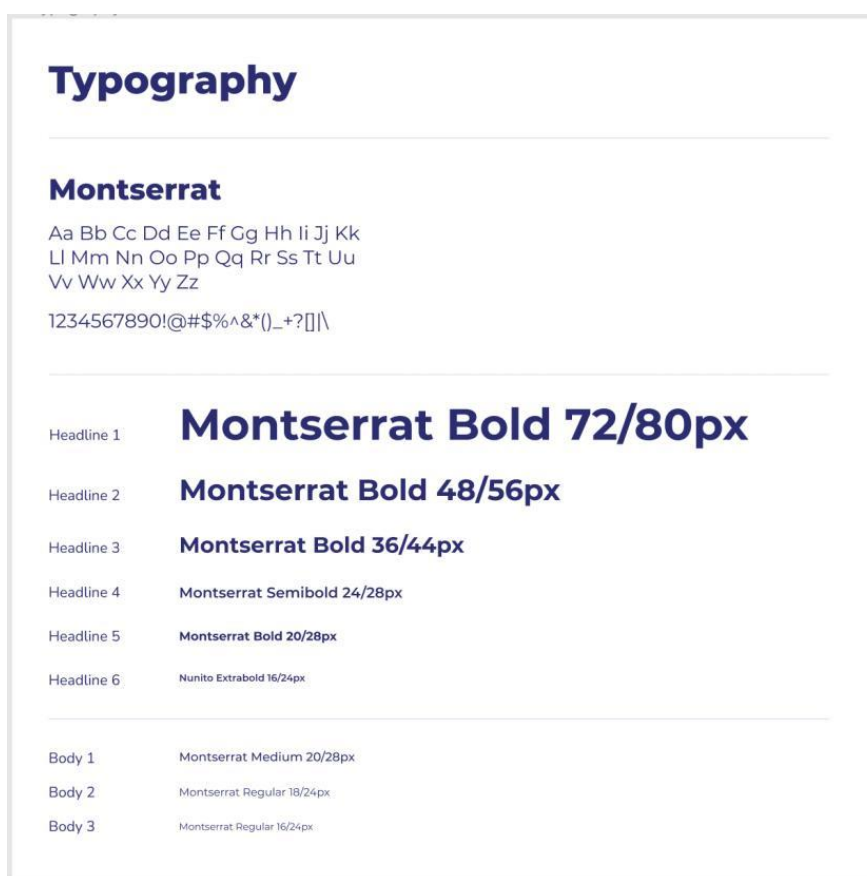 Typography
Montserrat
Aa Bb Cc Dd Ee Ff Gg Hh Ii Jj Kk
Ll Mm Nn Oo Pp Qq Rr Ss Tt Uu
Vv Ww Xx Yy Zz
1234567890!@#$%^&*()_+?[]|\
Headline 1 Montserrat Bold 72/80px
Headline 2 Montserrat Bold 48/56px
Headline 3 Montserrat Bold 36/44px
Headline 4 Montserrat Semibold 24/28px
Headline 5 Montserrat Bold 20/28px
Headline 6 Nunito Extrabold 16/24px
Body 1 Montserrat Medium 20/28px
Body 2 Montserrat Regular 18/24px
Body 3 Montserrat Regular 16/24px